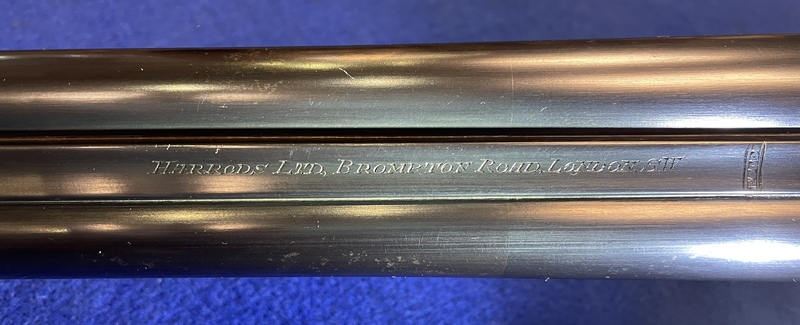 HARRODS LTD, BROMPTON ROAD, LONDON, SW